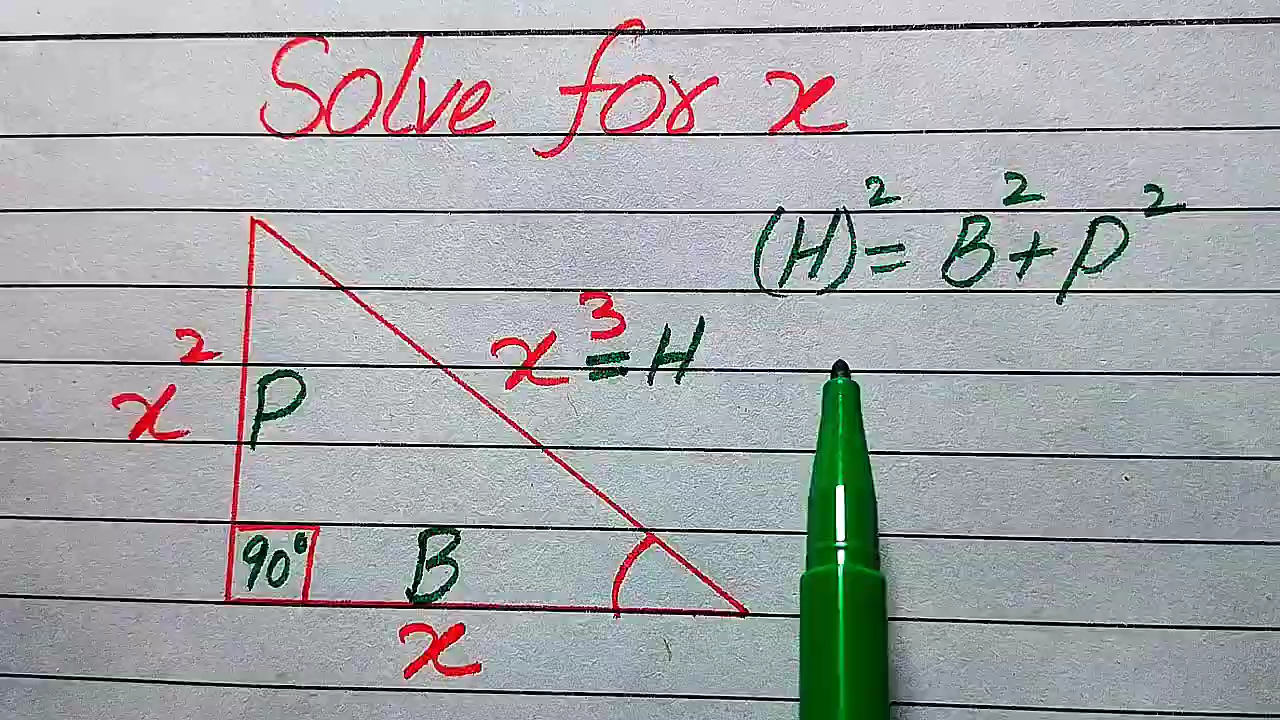 Solve for x
(H)² = B² + P²
x³ = H
x² P
90° B
x